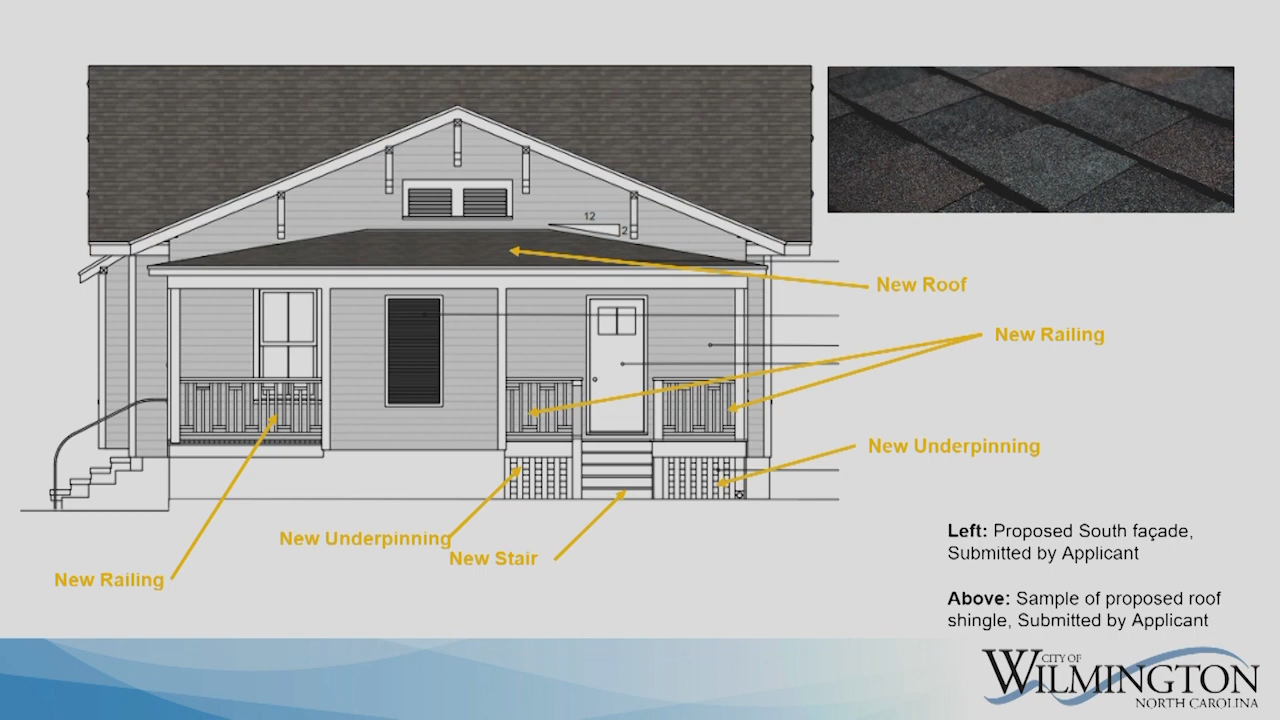 12
2
New Roof
New Railing
New Underpinning
New Underpinning
New Stair
New Railing
Left: Proposed South façade,
Submitted by Applicant
Above: Sample of proposed roof
shingle, Submitted by Applicant
CITY OF
WILMINGTON
NORTH CAROLINA